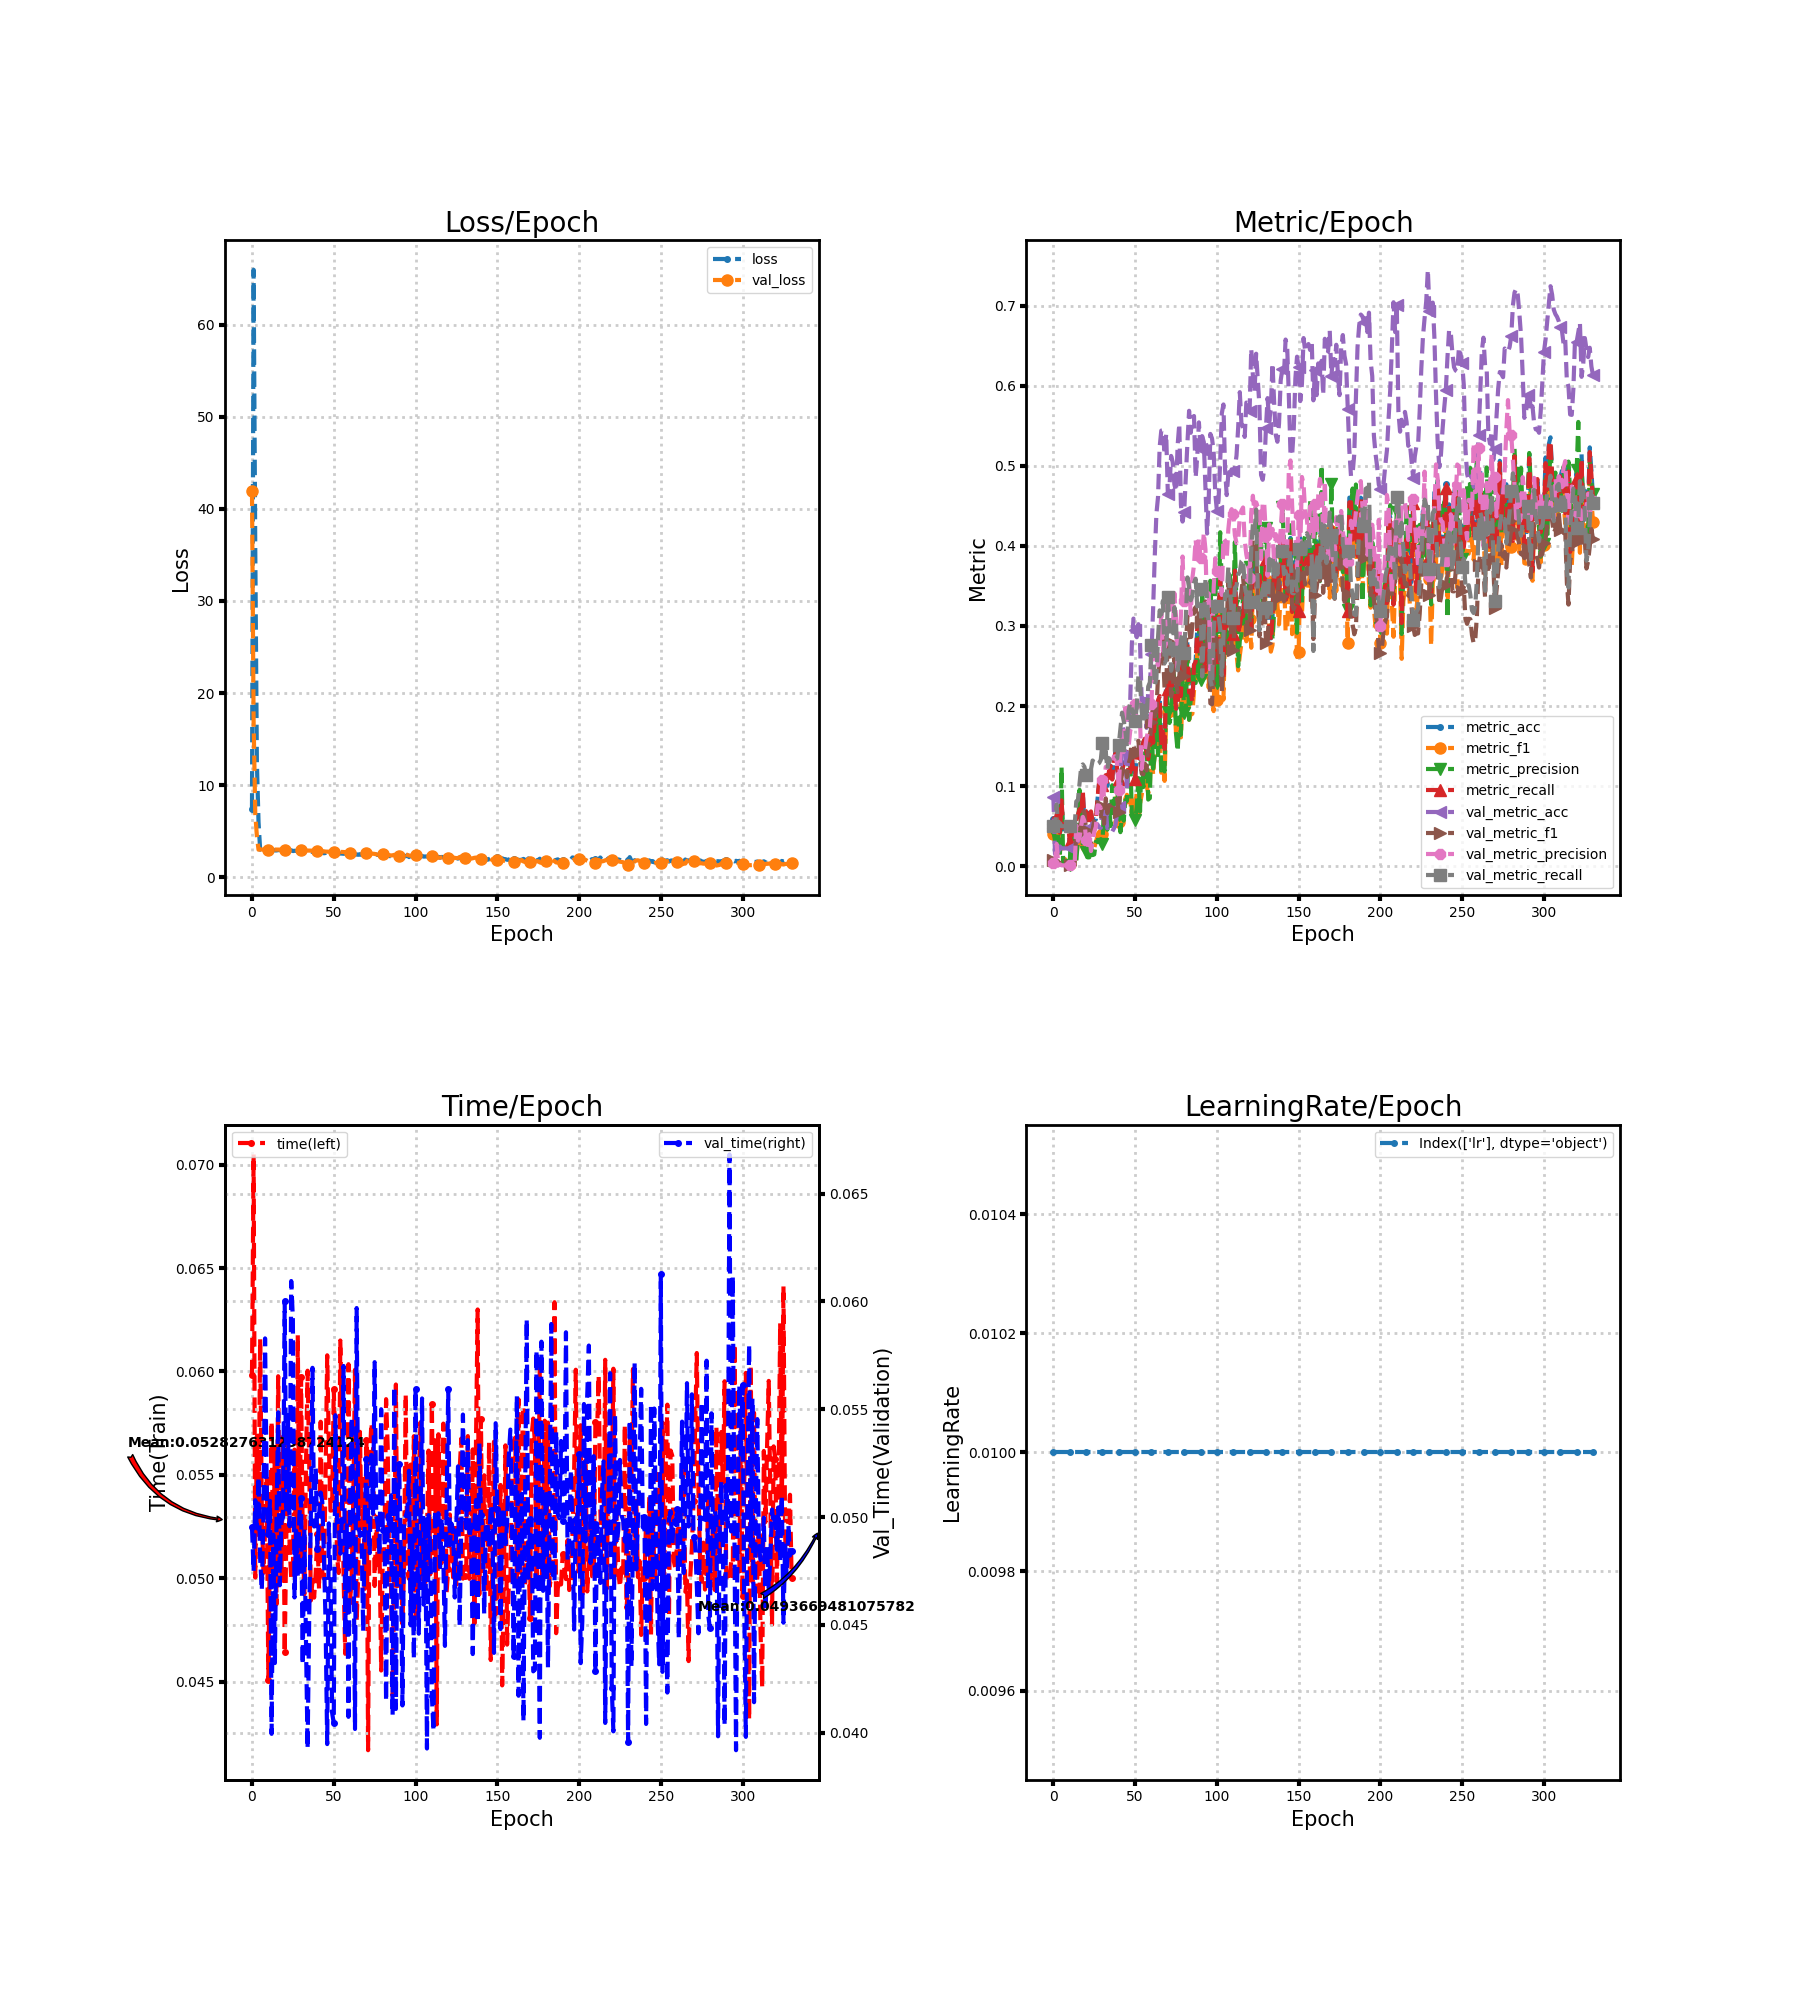 Loss/Epoch
loss
val_loss
60
50
40
30
20
10
0
Loss
0 50 100 150 200 250 300
Epoch
Metric/Epoch
0.7
0.6
0.5
0.4
0.3
0.2
0.1
0.0
Metric
metric_acc
metric_f1
metric_precision
metric_recall
val_metric_acc
val_metric_f1
val_metric_precision
val_metric_recall
0 50 100 150 200 250 300
Epoch
Time/Epoch
time(left)
val_time(right)
0.070
0.065
0.060
0.055
0.050
0.045
Time(Train)
0.065
0.060
0.055
0.050
0.045
0.040
Val_Time(Validation)
Mean:0.0493669481075782
0 50 100 150 200 250 300
Epoch
LearningRate/Epoch
Index(['lr'], dtype='object')
0.0104
0.0102
0.0100
0.0098
0.0096
LearningRate
0 50 100 150 200 250 300
Epoch